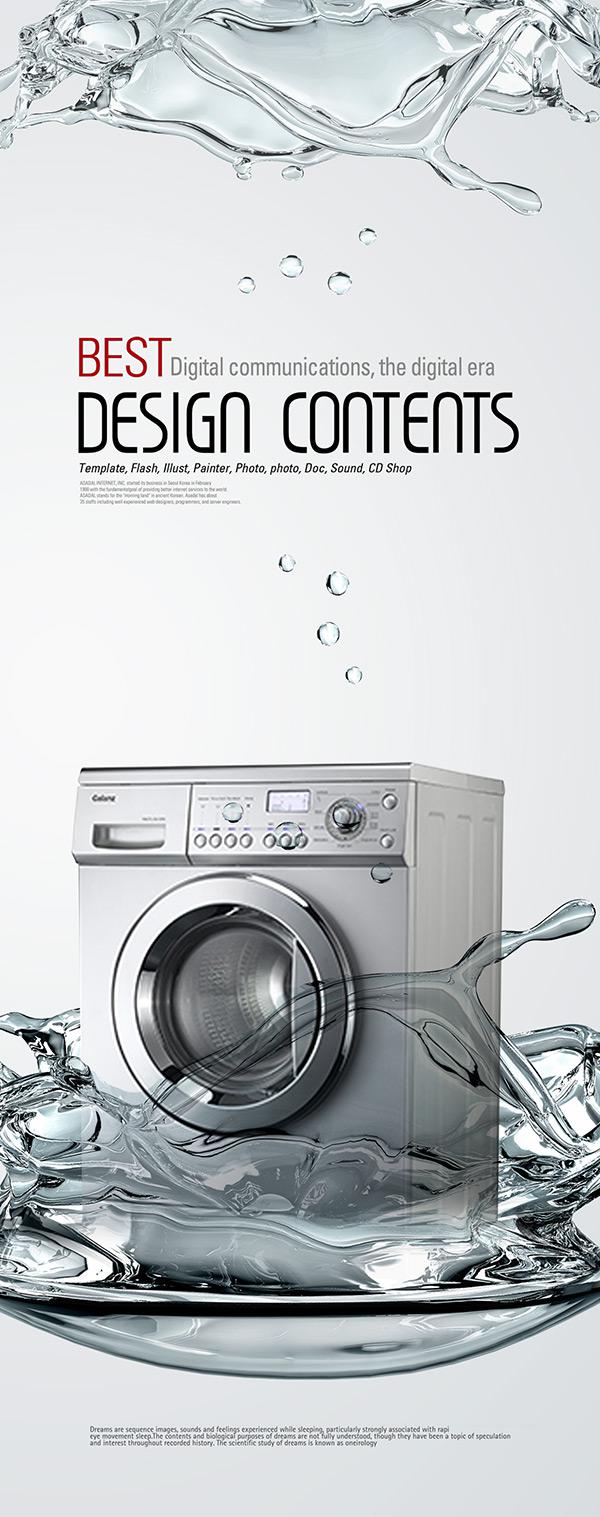 BEST Digital communications, the digital era
DESIGN CONTENTS
Template, Flash, Illust, Painter, Photo, photo, Doc, Sound, CD Shop
ASADAL INTERNET, INC. started its business in Seoul Korea in February
1998 with the fundamentalgoal of providing better internet services to the world.
ASADAL stands for the "morning land" in ancient Korean. Asadal has about
35 staffs including well experienced web designers, programmers, and server engineers.
Galanz
Dreams are sequence images, sounds and feelings experienced while sleeping, particularly strongly associated with rapi
eye movement sleep.The contents and biological purposes of dreams are not fully understood, though they have been a topic of speculation
and interest throughout recorded history. The scientific study of dreams is known as oneirology